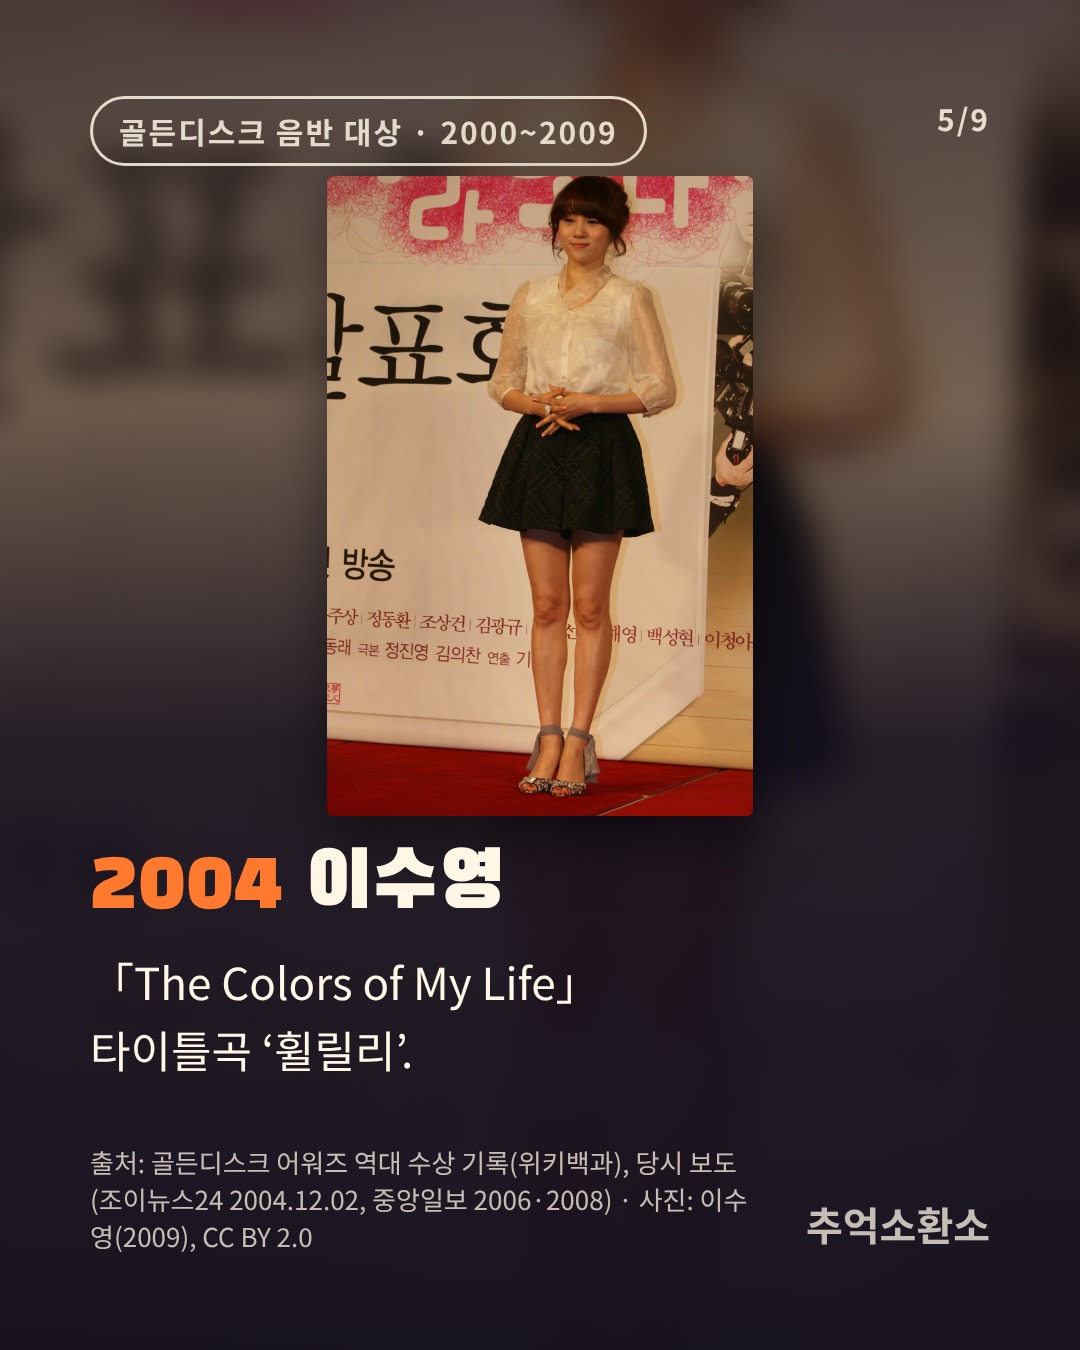 골든디스크 음반 대상 · 2000~2009
5/9
발표회
방송
주상 정동환 조상건 김광규 해영 백성현 이청아
동래 극본 정진영 김의찬 연출 기
2004 이수영
「The Colors of My Life」
타이틀곡 ‘휠릴리’.
출처: 골든디스크 어워즈 역대 수상 기록(위키백과), 당시 보도
(조이뉴스24 2004.12.02, 중앙일보 2006·2008) · 사진: 이수
영(2009), CC BY 2.0
추억소환소